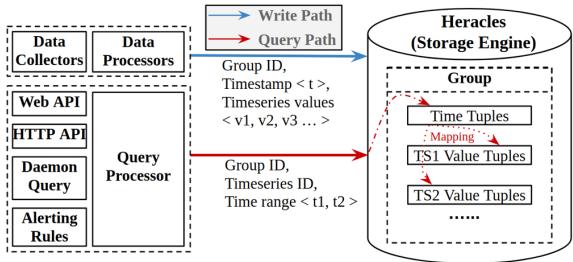 Write Path
Query Path
Data
Collectors
Data
Processors
Web API
HTTP API
Daemon
Query
Alerting
Rules
Query
Processor
Group ID,
Timestamp < t >,
Timeseries values
< v1, v2, v3 ... >
Group ID,
Timeseries ID,
Time range < t1, t2 >
Heracles
(Storage Engine)
Group
Time Tuples
Mapping
TS1 Value Tuples
TS2 Value Tuples
......